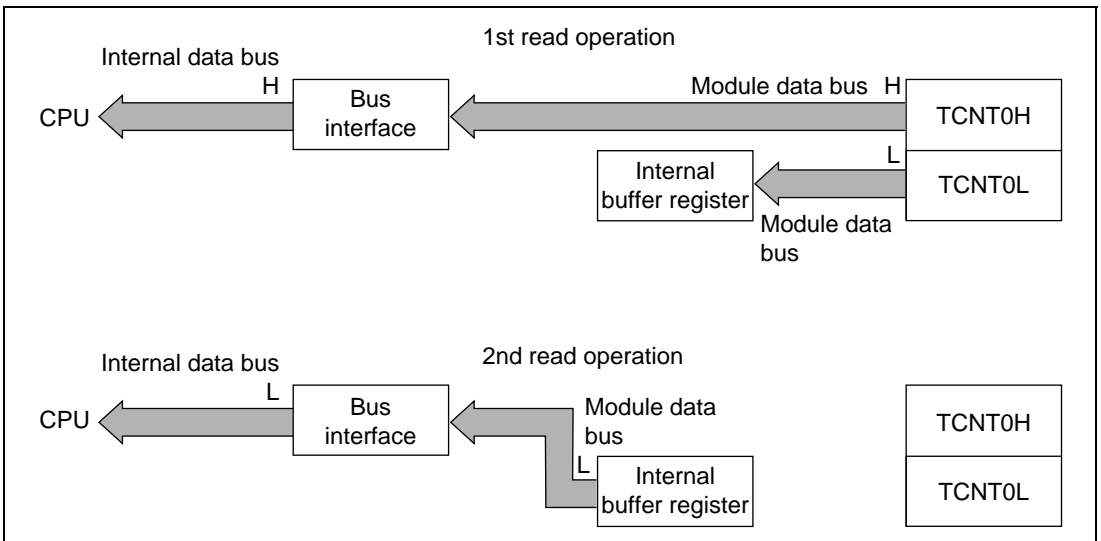 1st read operation
Internal data bus
H
Module data bus H
CPU
Bus
interface
TCNT0H
L
Internal
buffer register
TCNT0L
Module data
bus
2nd read operation
Internal data bus
L
CPU
Bus
interface
Module data
bus
TCNT0H
L
Internal
buffer register
TCNT0L